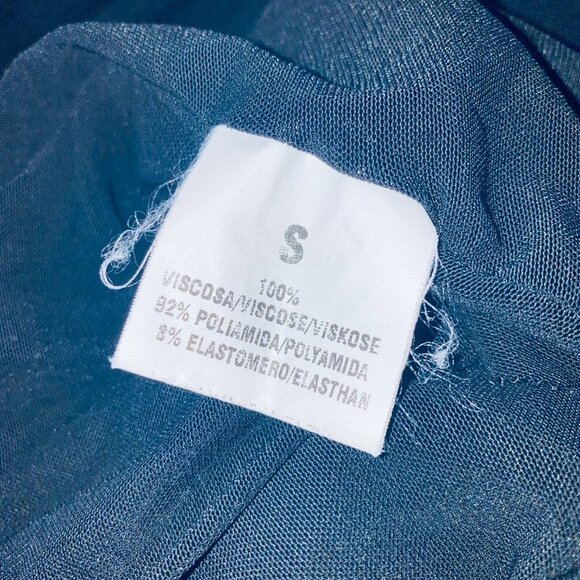 S
100%
VISCOSA/VISCOSE/VISKOSE
92% POLIAMIDA/POLYAMIDA
8% ELASTOMERO/ELASTHAN